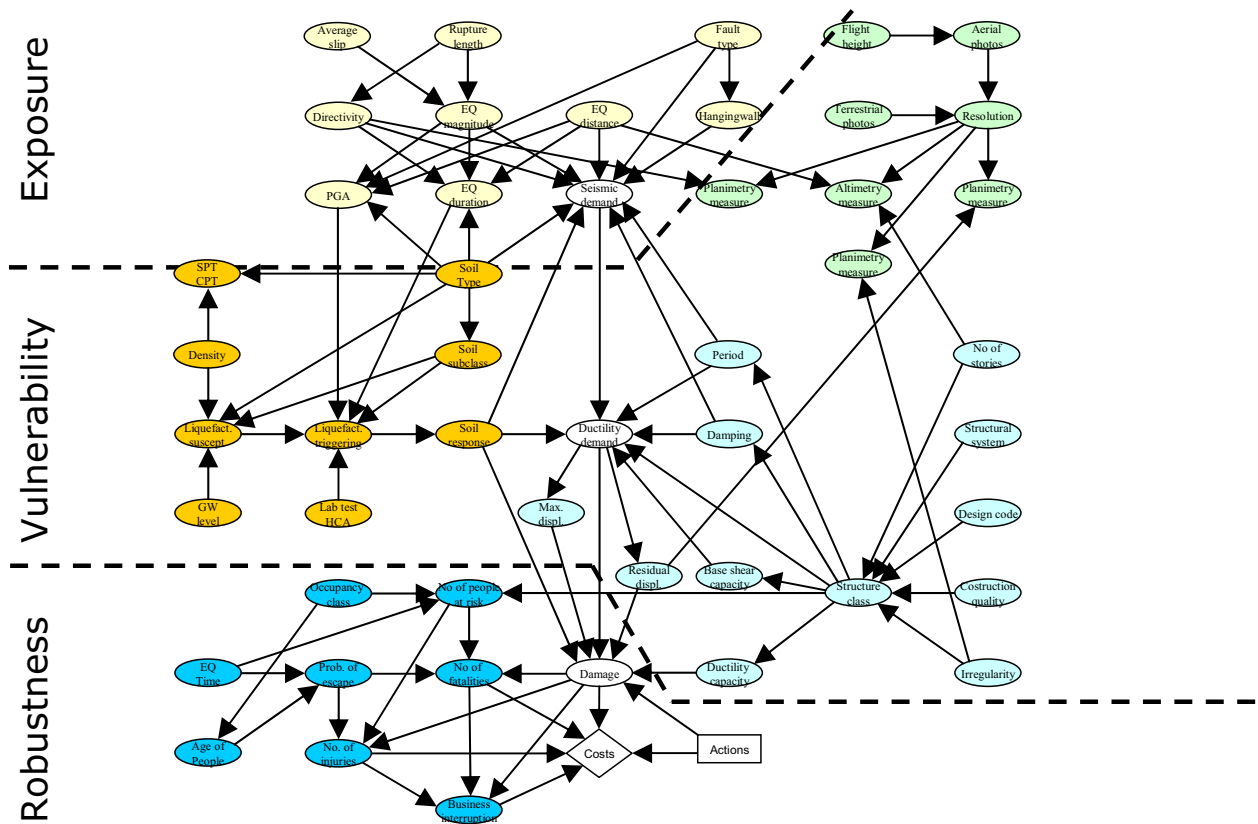 Exposure
Average
slip
Rupture
length
Fault
type
Flight
height
Aerial
photos
Directivity
EQ
magnitude
EQ
distance
Hangingwall
Terrestrial
photos
Resolution
PGA
EQ
duration
Seismic
demand
Planimetry
measure
Altimetry
measure
Planimetry
measure
Planimetry
measure
Vulnerability
SPT
CPT
Soil
Type
Density
Soil
subclass
Period
No of
stories
Liquefact.
suscept
Liquefact.
triggering
Soil
response
Ductility
demand
Damping
Structural
system
GW
level
Lab test
HCA
Max.
displ.
Design code
Residual
displ.
Base shear
capacity
Structure
class
Costruction
quality
Robustness
Occupancy
class
No of people
at risk
EQ
Time
Prob. of
escape
No of
fatalities
Damage
Ductility
capacity
Irregularity
Age of
People
No. of
injuries
Costs
Actions
Business
interruption